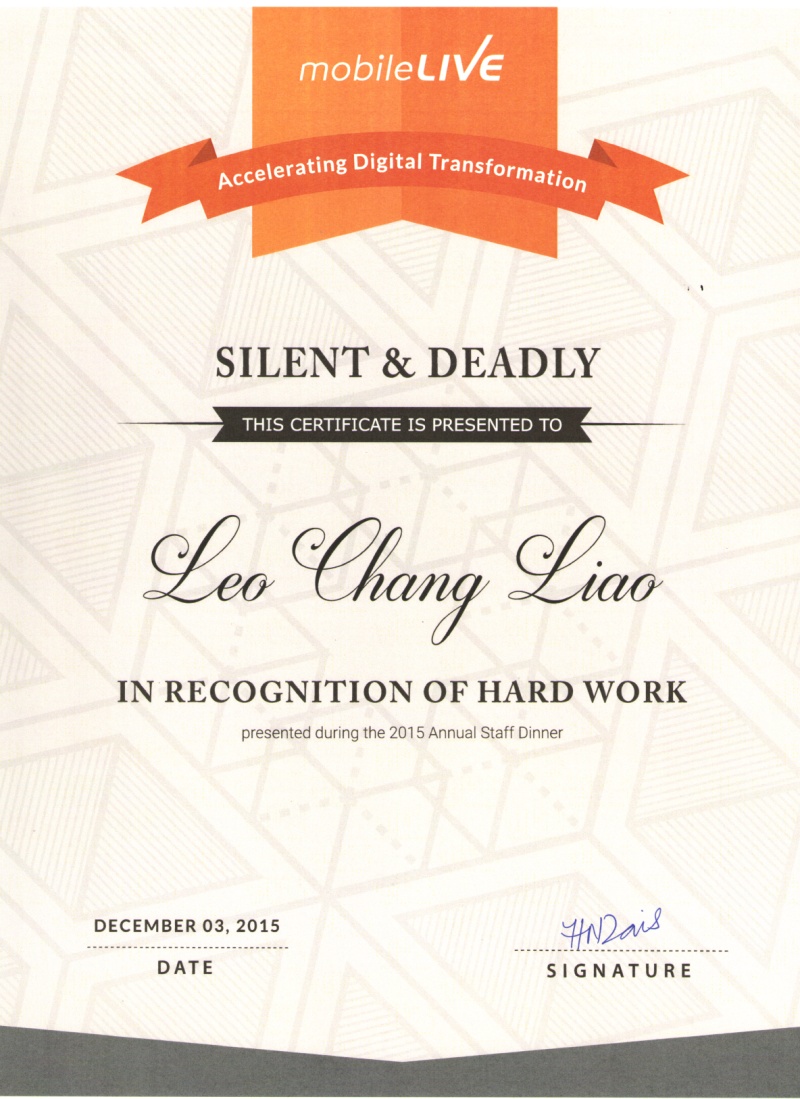 mobileLIVE
Accelerating Digital Transformation
SILENT & DEADLY
THIS CERTIFICATE IS PRESENTED TO
Leo Chang Liao
IN RECOGNITION OF HARD WORK
presented during the 2015 Annual Staff Dinner
DECEMBER 03, 2015
DATE
SIGNATURE